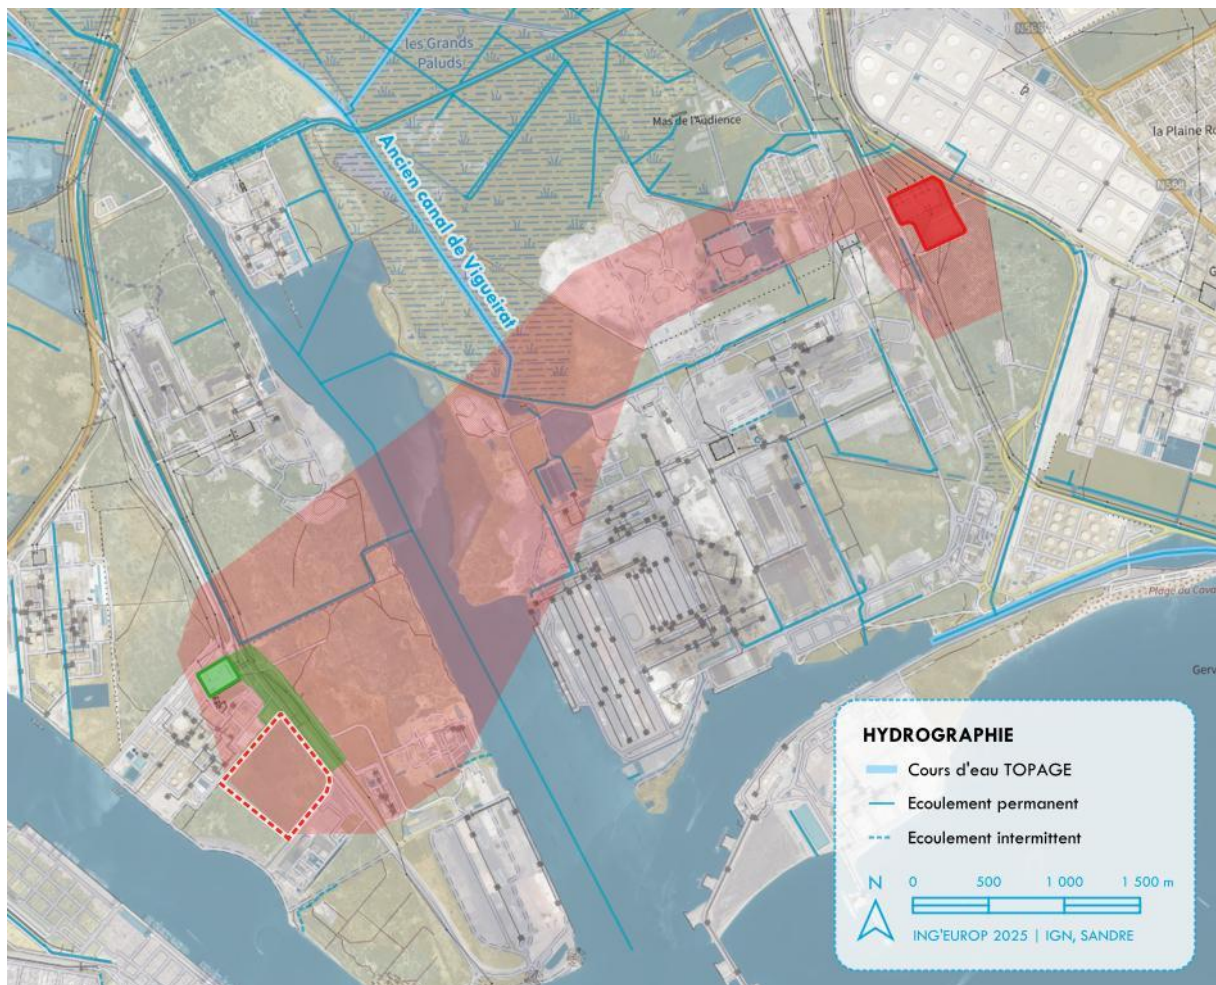 les Grands
Paluds
N568
Mas de l'Audience
la Plaine Ro
N568
Ancien canal de Vigueirat
G
Plage du Cava
Gerv
HYDROGRAPHIE
Cours d'eau TOPAGE
Ecoulement permanent
Ecoulement intermittent
N 0 500 1 000 1 500 m
ING'EUROP 2025 | IGN, SANDRE